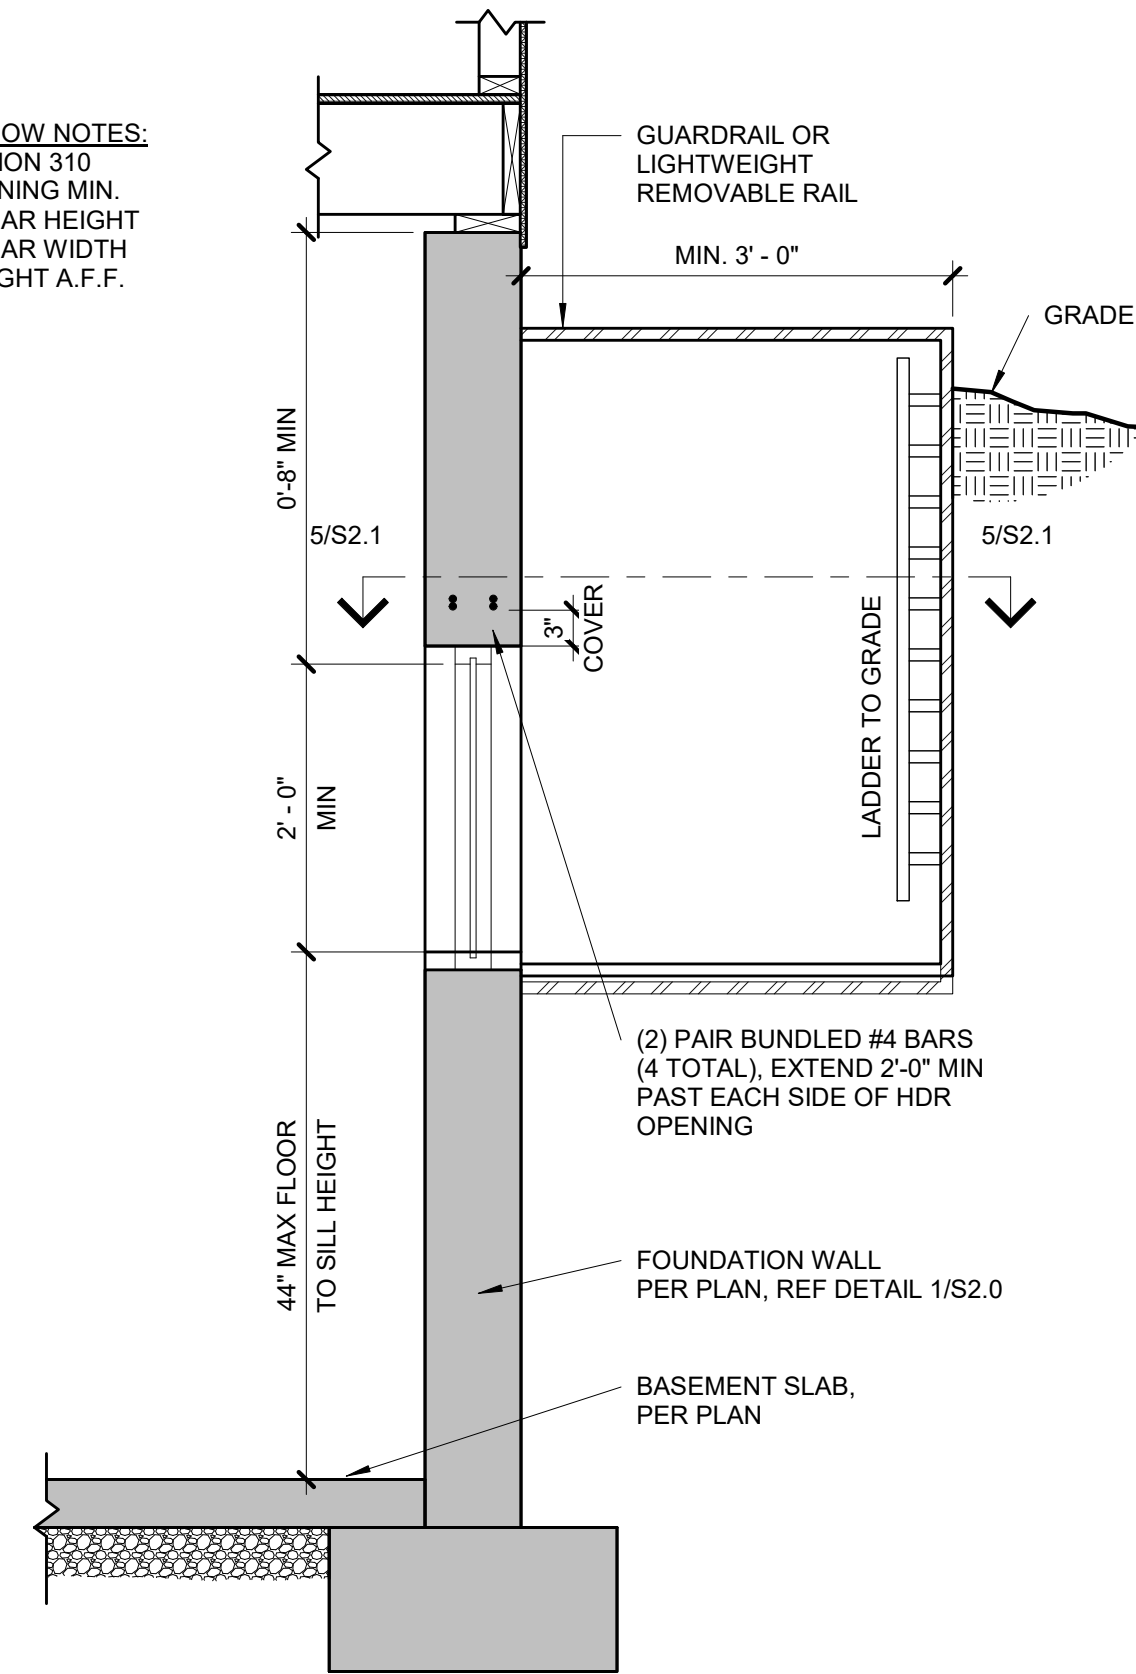 OW NOTES:
ION 310
NING MIN.
AR HEIGHT
AR WIDTH
GHT A.F.F.
GUARDRAIL OR
LIGHTWEIGHT
REMOVABLE RAIL
MIN. 3' - 0"
GRADE
0'-8" MIN
5/S2.1
5/S2.1
3"
COVER
LADDER TO GRADE
2' - 0"
MIN
(2) PAIR BUNDLED #4 BARS
(4 TOTAL), EXTEND 2'-0" MIN
PAST EACH SIDE OF HDR
OPENING
44" MAX FLOOR
TO SILL HEIGHT
FOUNDATION WALL
PER PLAN, REF DETAIL 1/S2.0
BASEMENT SLAB,
PER PLAN